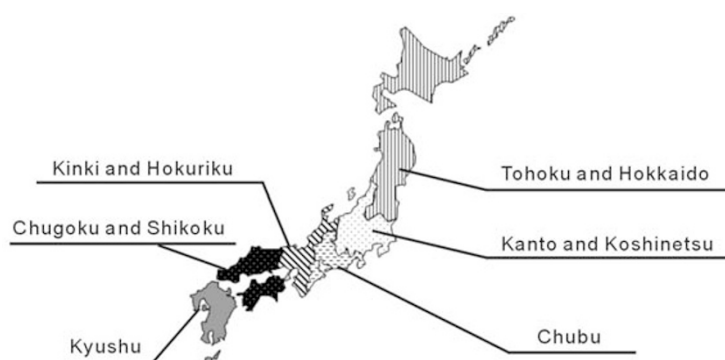 Kinki and Hokuriku
Tohoku and Hokkaido
Chugoku and Shikoku
Kanto and Koshinetsu
Chubu
Kyushu